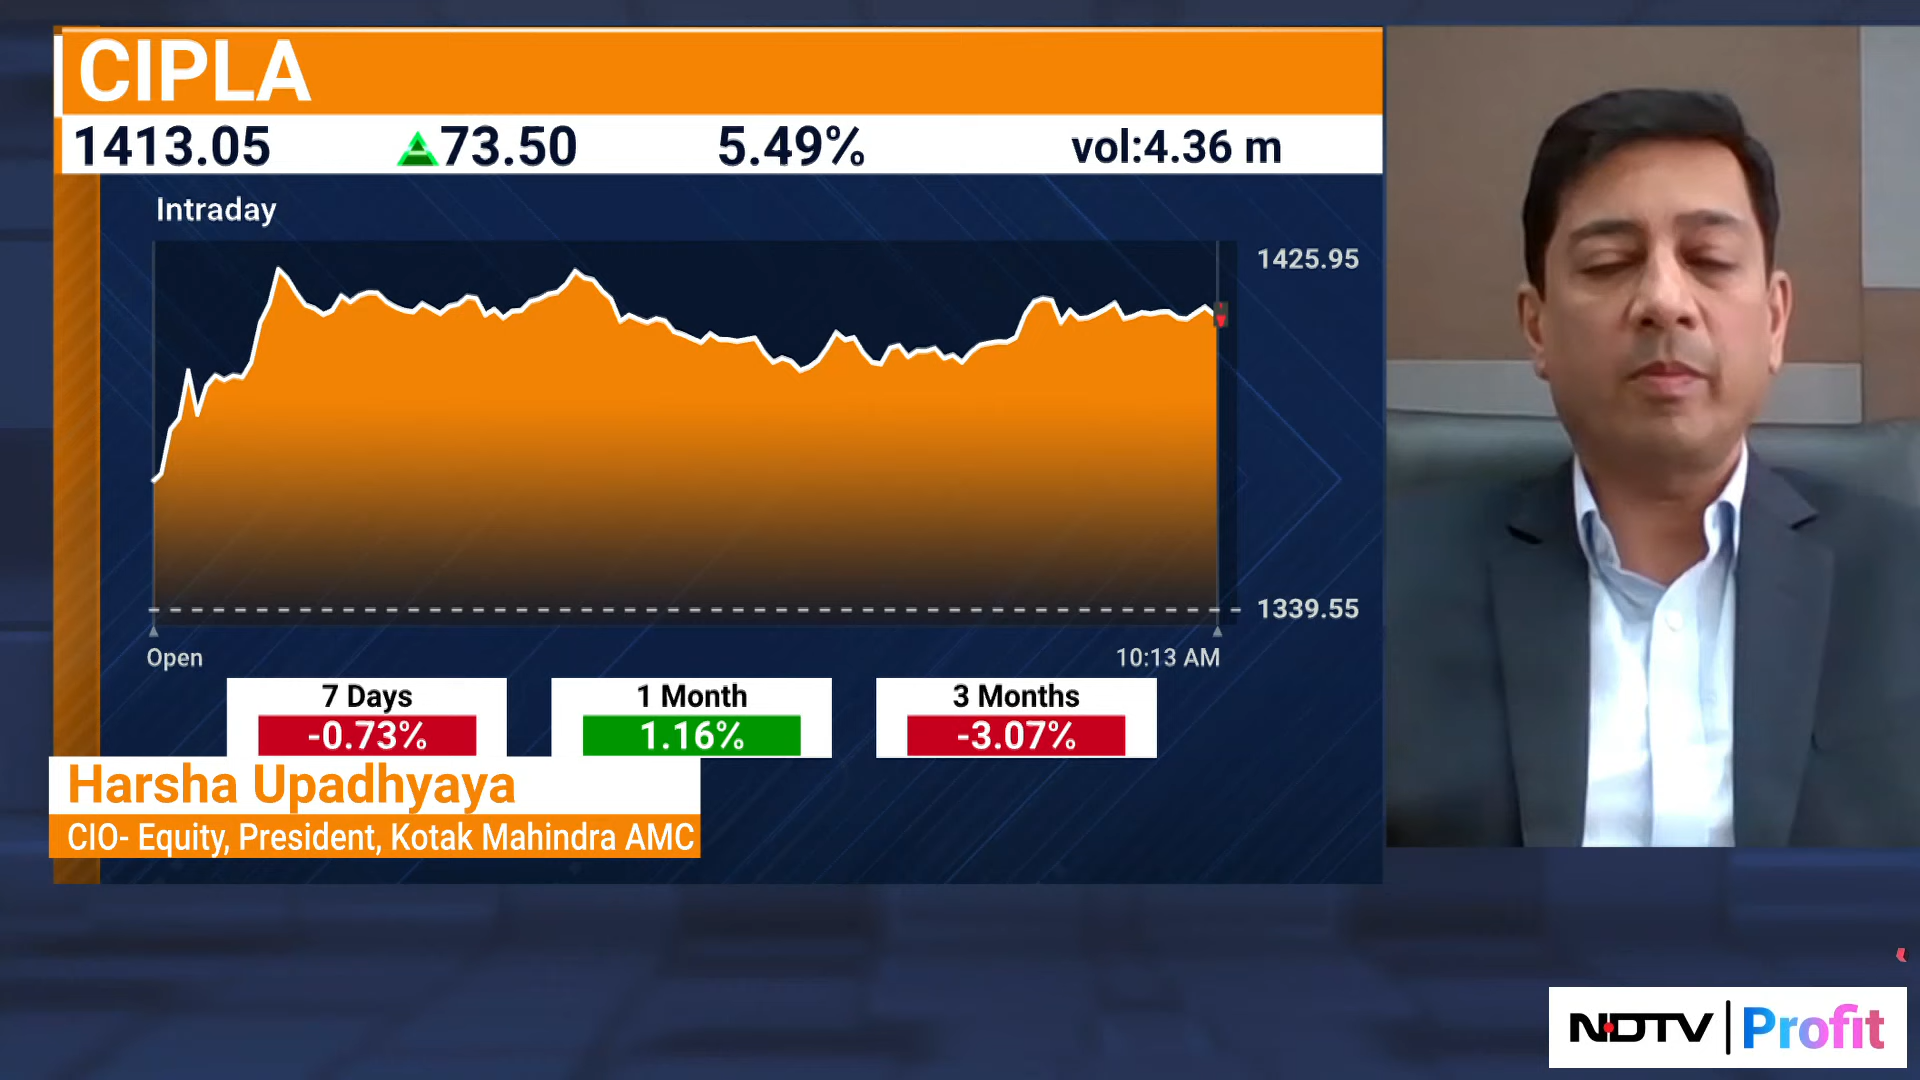 CIPLA
1413.05 73.50 5.49% vol:4.36 m
Intraday
1425.95
1339.55
Open 10:13 AM
7 Days 1 Month 3 Months
-0.73% 1.16% -3.07%
Harsha Upadhyaya
CIO- Equity, President, Kotak Mahindra AMC
NDTV Profit